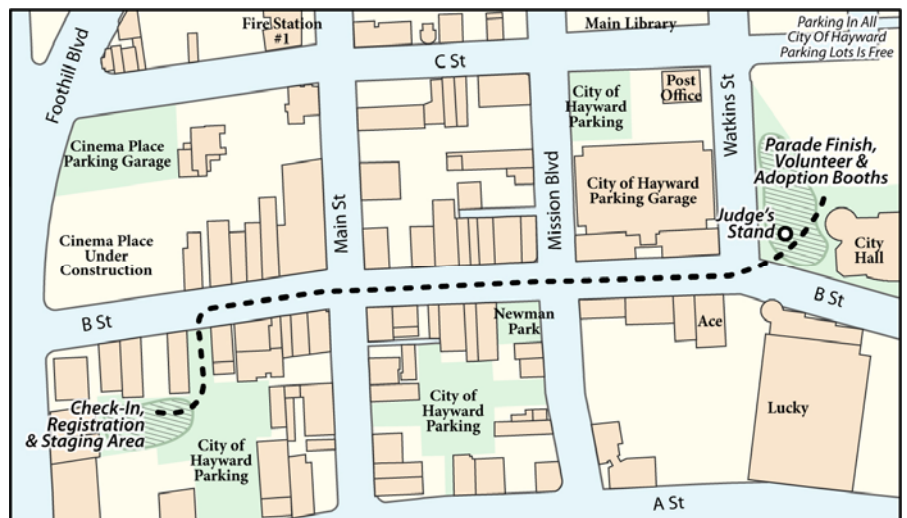 Fire Station
#1
Main Library
Parking In All
City Of Hayward
Parking Lots Is Free
Foothill Blvd
C St
Post
Office
Watkins St
City of
Hayward
Parking
Cinema Place
Parking Garage
Parade Finish,
Volunteer &
Adoption Booths
City of Hayward
Parking Garage
Main St
Mission Blvd
Judge's
Stand
City
Hall
Cinema Place
Under
Construction
B St
B St
Newman
Park
Ace
Check-In,
Registration
& Staging Area
City of
Hayward
Parking
City of
Hayward
Parking
Lucky
A St